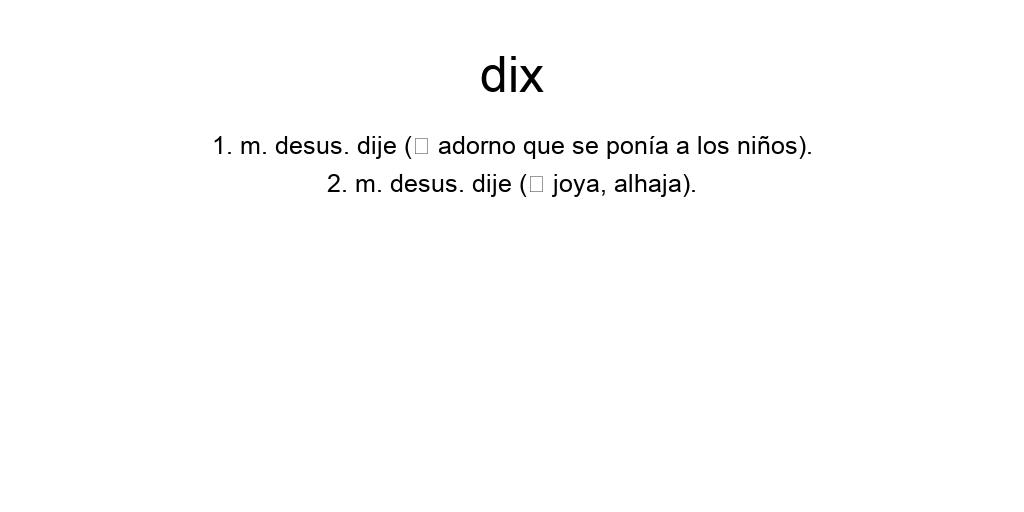 dix
1. m. desus. dije (▯ adorno que se ponía a los niños).
2. m. desus. dije (▯ joya, alhaja).